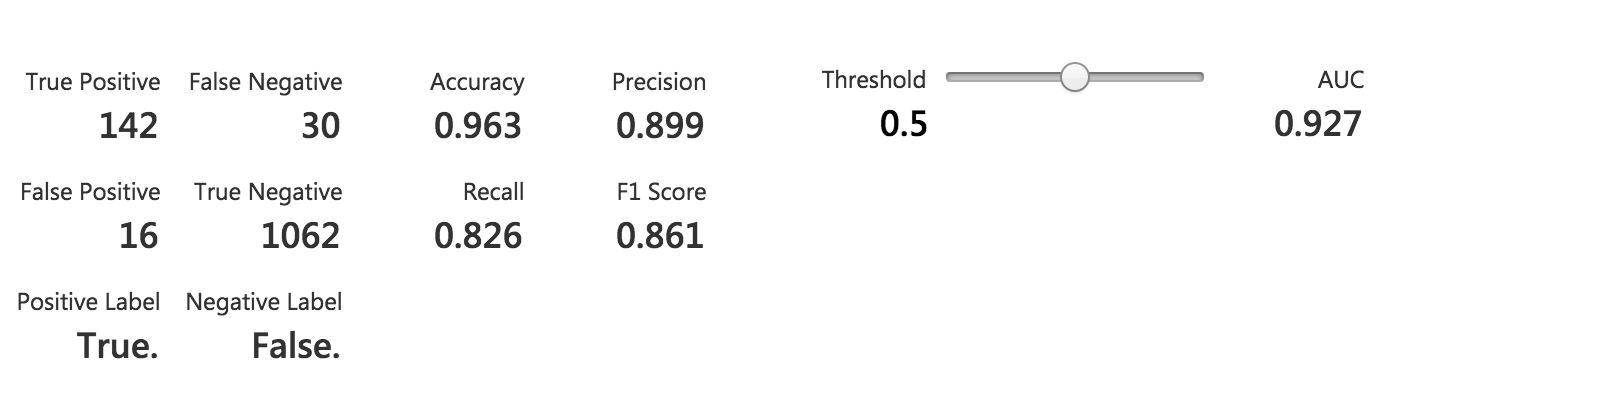 True Positive False Negative Accuracy Precision Threshold AUC
142 30 0.963 0.899 0.5 0.927
False Positive True Negative Recall F1 Score
16 1062 0.826 0.861
Positive Label Negative Label
True. False.